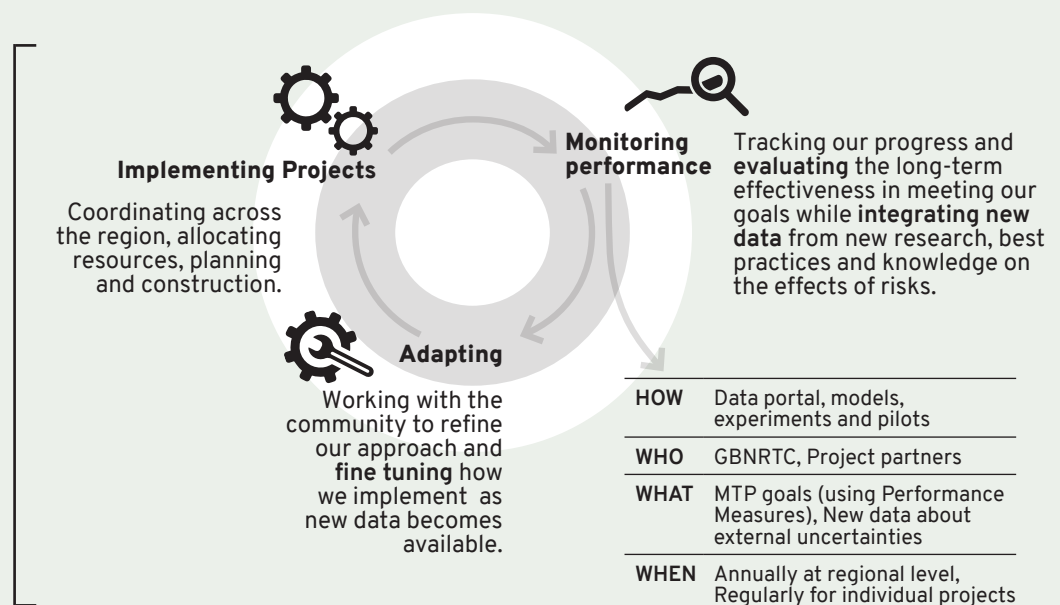 Implementing Projects
Coordinating across
the region, allocating
resources, planning
and construction.
Monitoring
performance
Tracking our progress and
evaluating the long-term
effectiveness in meeting our
goals while integrating new
data from new research, best
practices and knowledge on
the effects of risks.
Adapting
Working with the
community to refine
our approach and
fine tuning how
we implement as
new data becomes
available.
HOW Data portal, models,
experiments and pilots
WHO GBNRTC, Project partners
WHAT MTP goals (using Performance
Measures), New data about
external uncertainties
WHEN Annually at regional level,
Regularly for individual projects